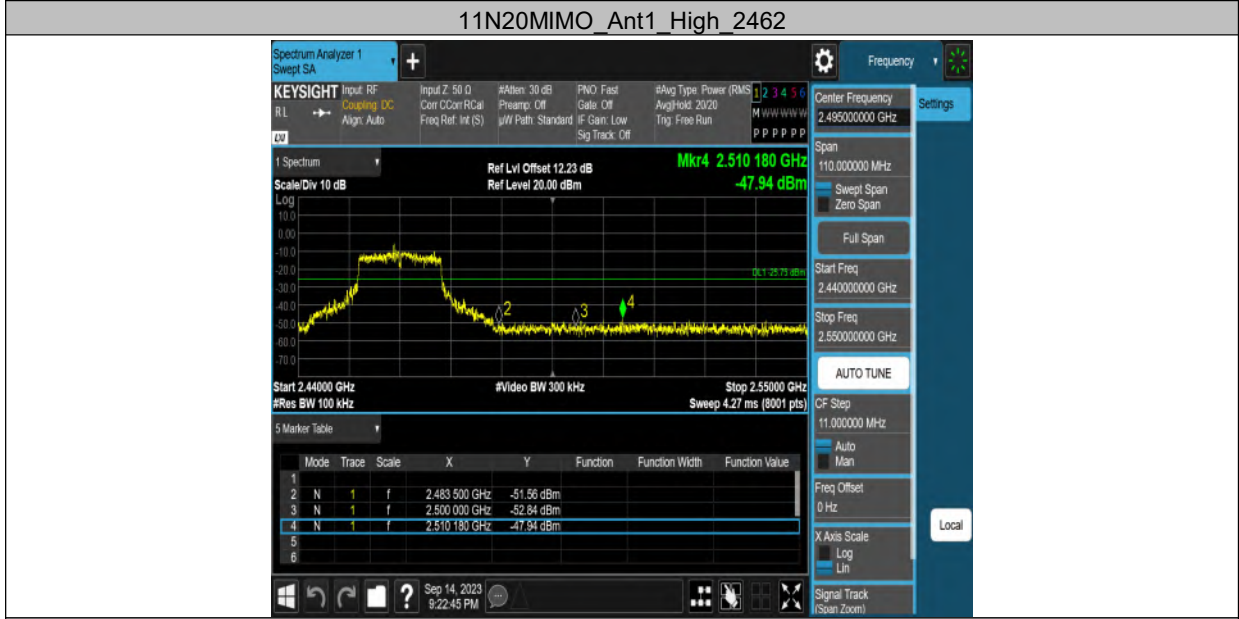 11N20MIMO_Ant1_High_2462
Spectrum Analyzer 1
Swept SA
+
Frequency
KEYSIGHT
RL
Input: RF
Coupling: DC
Align: Auto
Input Z: 50 Ω
Corr CCorr RCal
Freq Ref: Int (S)
#Atten: 30 dB
Preamp: Off
µW Path: Standard
PNO: Fast
Gate: Off
IF Gain: Low
Sig Track: Off
#Avg Type: Power (RMS
Avg|Hold: 20/20
Trig: Free Run
1 2 3 4 5 6
M W W W W W
P P P P P P
Center Frequency
2.495000000 GHz
Settings
Span
110.000000 MHz
Swept Span
Zero Span
Full Span
Start Freq
2.440000000 GHz
Stop Freq
2.550000000 GHz
AUTO TUNE
CF Step
11.000000 MHz
Auto
Man
Freq Offset
0 Hz
X Axis Scale
Log
Lin
Signal Track
(Span Zoom)
Local
1 Spectrum
Scale/Div 10 dB
Log
Ref Lvl Offset 12.23 dB
Ref Level 20.00 dBm
Mkr4 2.510 180 GHz
-47.94 dBm
10.0
0.00
-10.0
-20.0
-30.0
-40.0
-50.0
-60.0
-70.0
DL1 -25.75 dBm
2
3
4
Start 2.44000 GHz
#Video BW 300 kHz
Stop 2.55000 GHz
#Res BW 100 kHz
Sweep 4.27 ms (8001 pts)
5 Marker Table
Mode Trace Scale X Y Function Function Width Function Value
1
2 N 1 f 2.483 500 GHz -51.56 dBm
3 N 1 f 2.500 000 GHz -52.84 dBm
4 N 1 f 2.510 180 GHz -47.94 dBm
5
6
?
Sep 14, 2023
9:22:45 PM